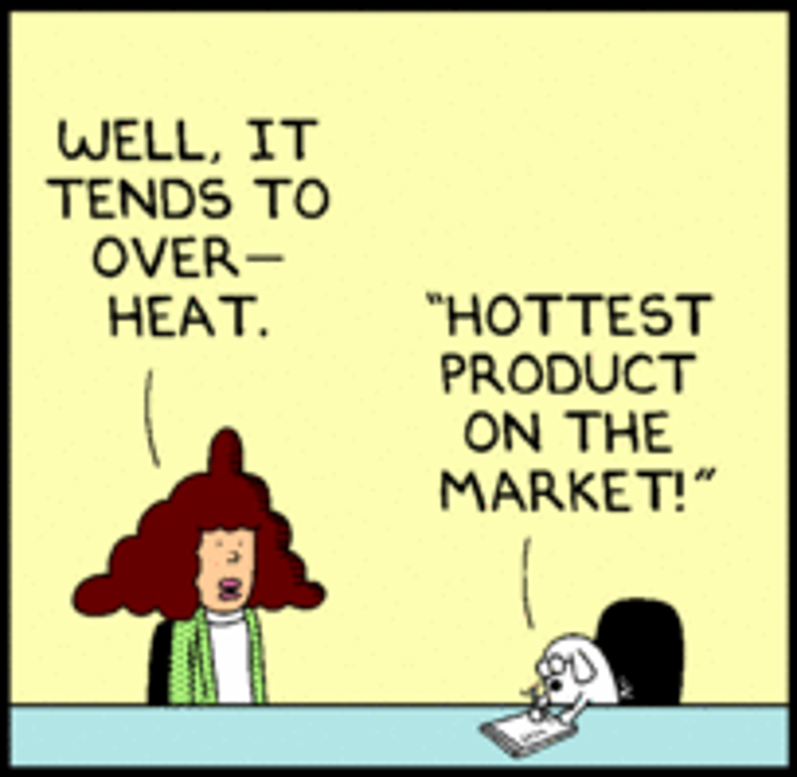 WELL, IT
TENDS TO
OVER—
HEAT.
"HOTTEST
PRODUCT
ON THE
MARKET!"